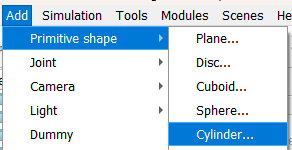 Add Simulation Tools Modules Scenes
Primitive shape
Joint
Camera
Light
Dummy
Plane...
Disc...
Cuboid...
Sphere...
Cylinder...